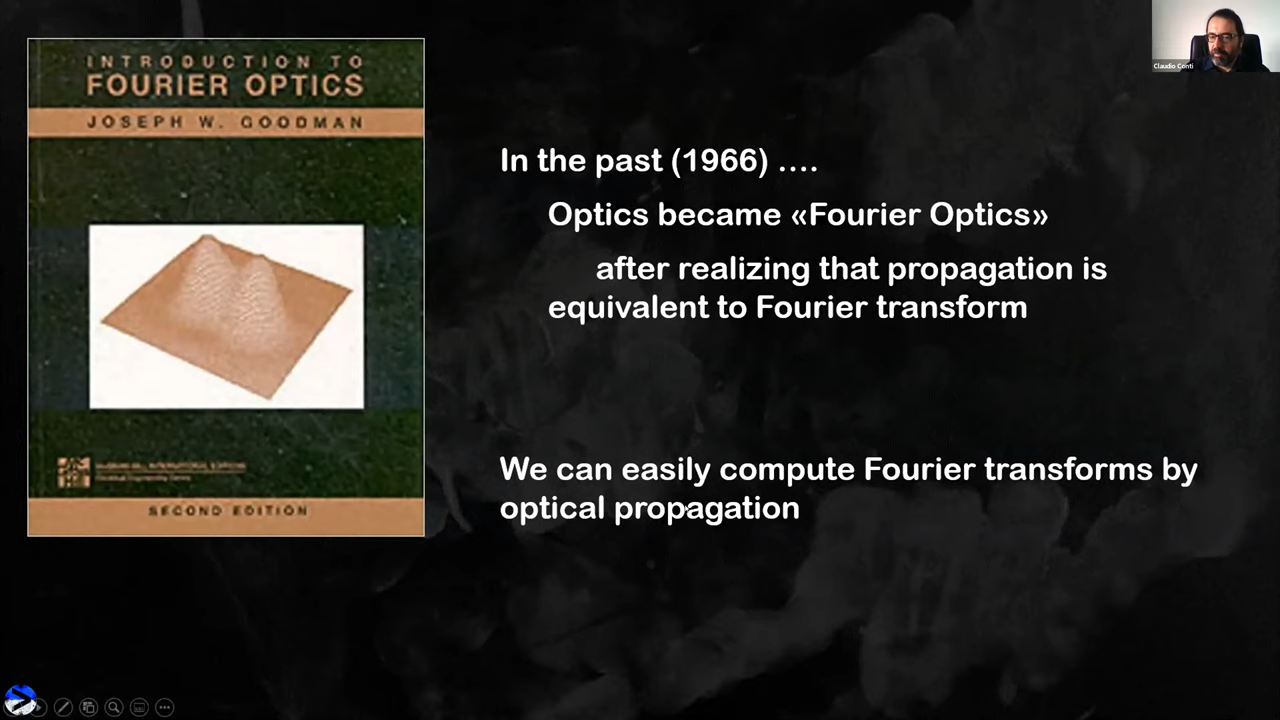 INTRODUCTION TO
FOURIER OPTICS
JOSEPH W. GOODMAN
SECOND EDITION
In the past (1966) ....
Optics became «Fourier Optics»
after realizing that propagation is
equivalent to Fourier transform
We can easily compute Fourier transforms by
optical propagation
Claudio Conti